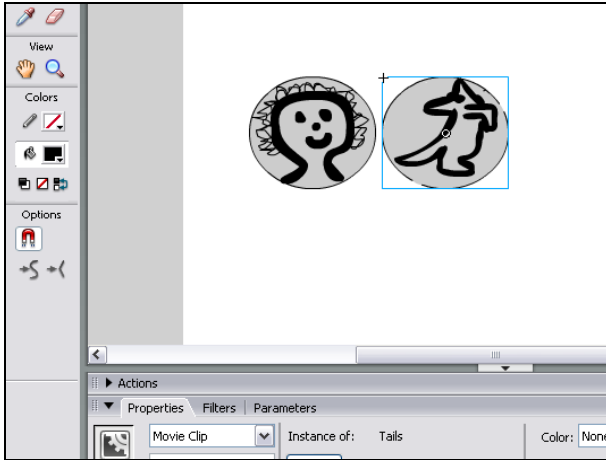 View
Colors
Options
Actions
Properties Filters Parameters
Movie Clip Instance of: Tails Color: None